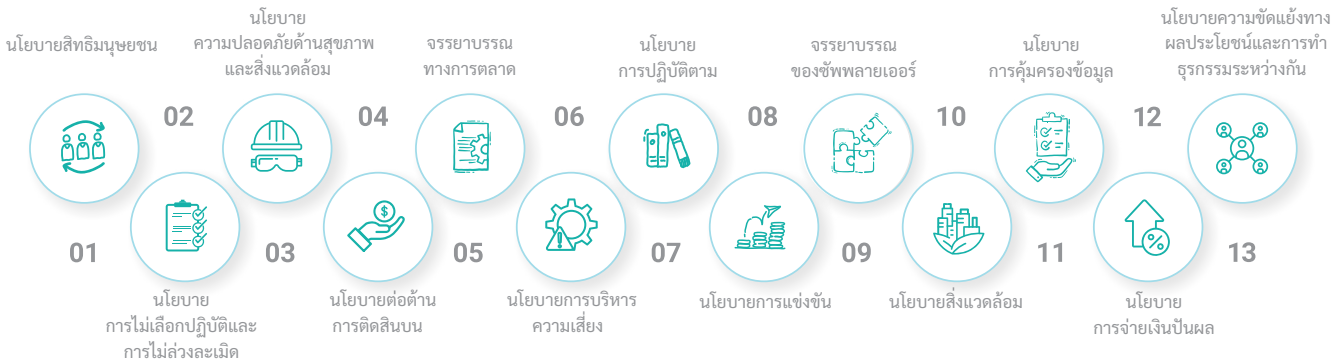 นโยบายสิทธิมนุษยชน
01
02
นโยบาย
การไม่เลือกปฏิบัติและ
การไม่ล่วงละเมิด
นโยบาย
ความปลอดภัยด้านสุขภาพ
และสิ่งแวดล้อม
03
04
นโยบายต่อต้าน
การติดสินบน
จรรยาบรรณ
ทางการตลาด
05
06
นโยบายการบริหาร
ความเสี่ยง
นโยบาย
การปฏิบัติตาม
07
08
นโยบายการแข่งขัน
จรรยาบรรณ
ของซัพพลายเออร์
09
10
นโยบายสิ่งแวดล้อม
นโยบาย
การคุ้มครองข้อมูล
11
12
นโยบาย
การจ่ายเงินปันผล
นโยบายความขัดแย้งทาง
ผลประโยชน์และการทำ
ธุรกรรมระหว่างกัน
13
$
%